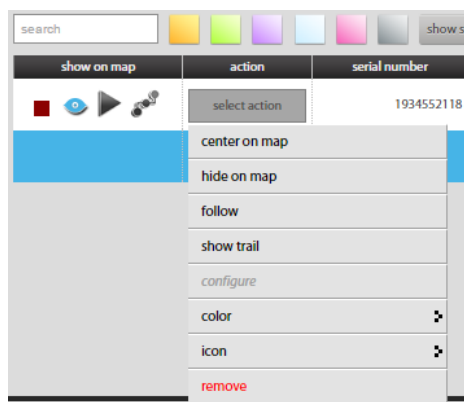 search
show s
show on map action serial number
select action 1934552118
center on map
hide on map
follow
show trail
configure
color
icon
remove